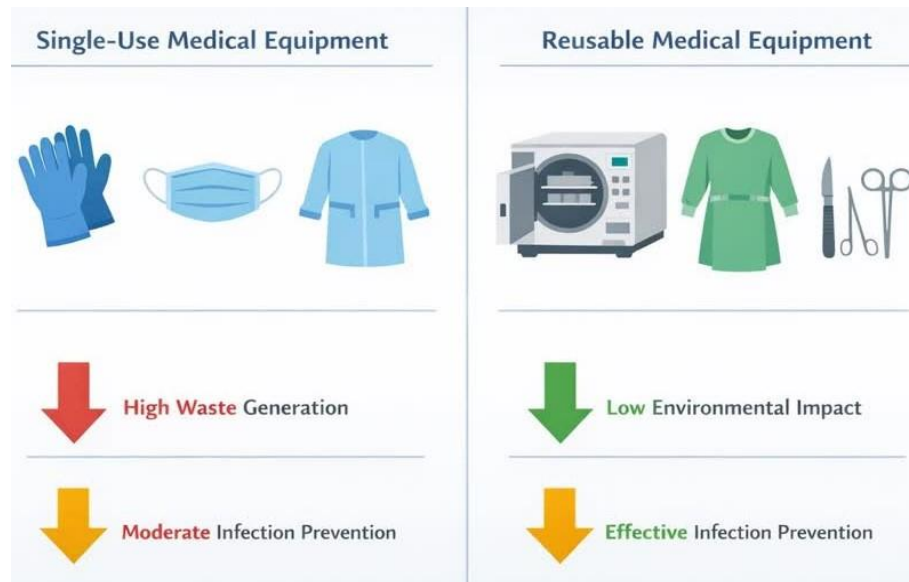 Single-Use Medical Equipment
Reusable Medical Equipment
High Waste Generation
Low Environmental Impact
Moderate Infection Prevention
Effective Infection Prevention